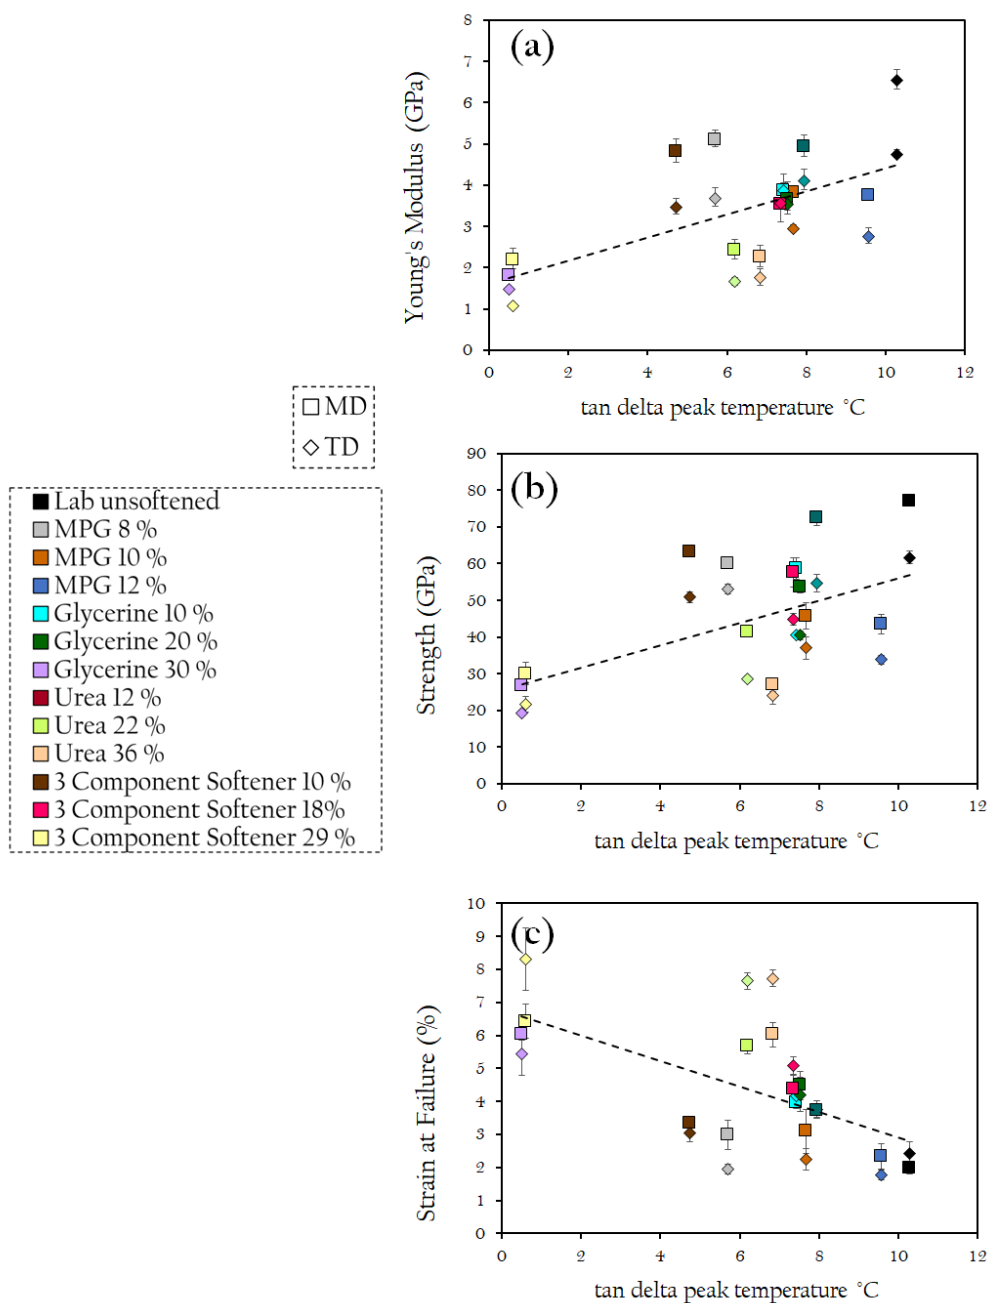 (a)
Young's Modulus (GPa)
8
7
6
5
4
3
2
1
0
0 2 4 6 8 10 12
tan delta peak temperature °C
MD
TD
Lab unsoftened
MPG 8 %
MPG 10 %
MPG 12 %
Glycerine 10 %
Glycerine 20 %
Glycerine 30 %
Urea 12 %
Urea 22 %
Urea 36 %
3 Component Softener 10 %
3 Component Softener 18%
3 Component Softener 29 %
(b)
Strength (GPa)
90
80
70
60
50
40
30
20
10
0
0 2 4 6 8 10 12
tan delta peak temperature °C
(c)
Strain at Failure (%)
10
9
8
7
6
5
4
3
2
1
0
0 2 4 6 8 10 12
tan delta peak temperature °C